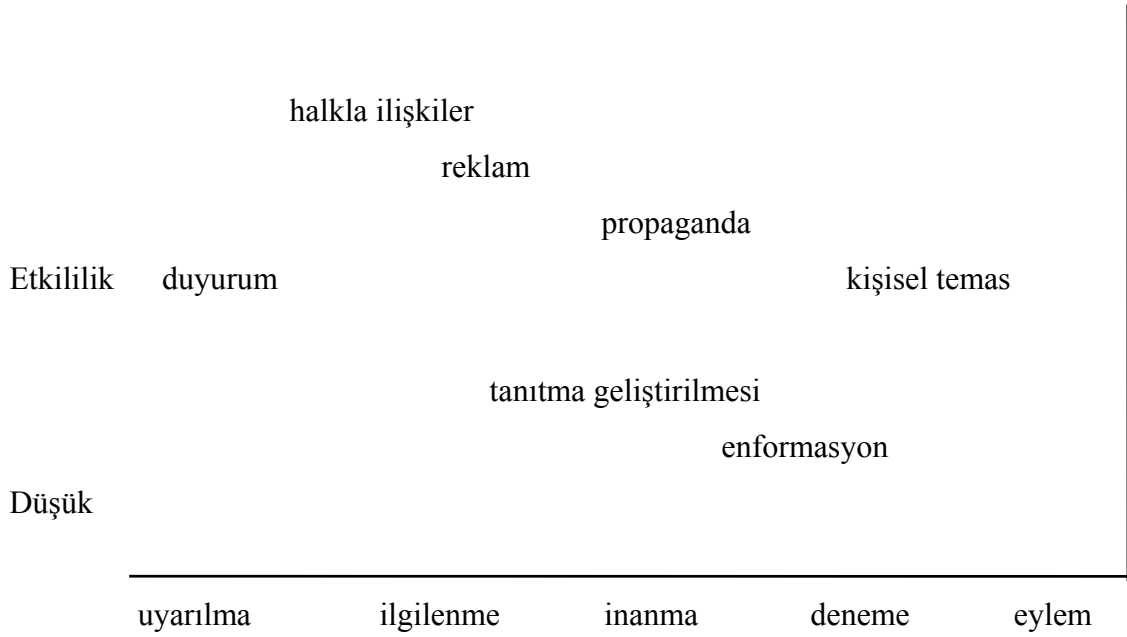 halkla ilişkiler
reklam
propaganda
Etkililik duyurum kişisel temas
tanıtma geliştirilmesi
enformasyon
Düşük
uyarılma ilgilenme inanma deneme eylem